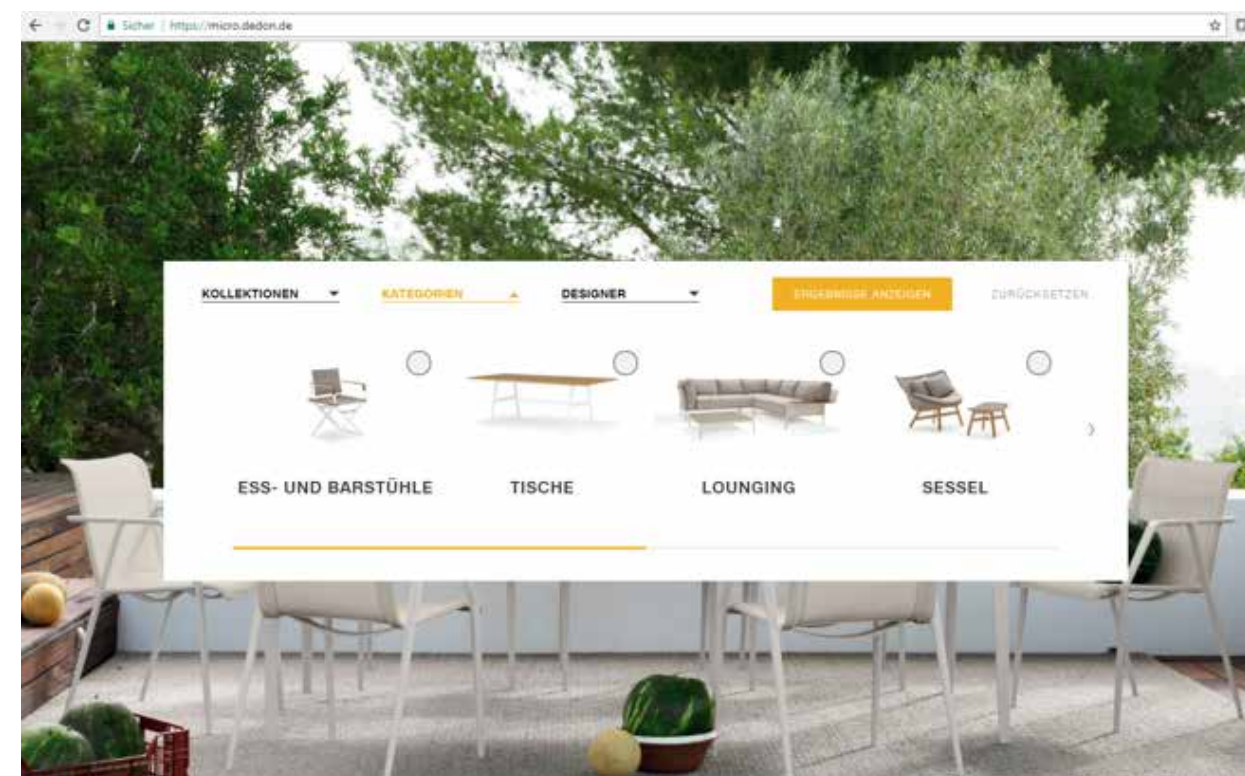 Sicher | https://micro.dedon.de
KOLLEKTIONEN KATEGORIEN DESIGNER ERGEBNISSE ANZEIGEN ZURÜCKSETZEN
ESS- UND BARSTÜHLE TISCHE LOUNGING SESSEL